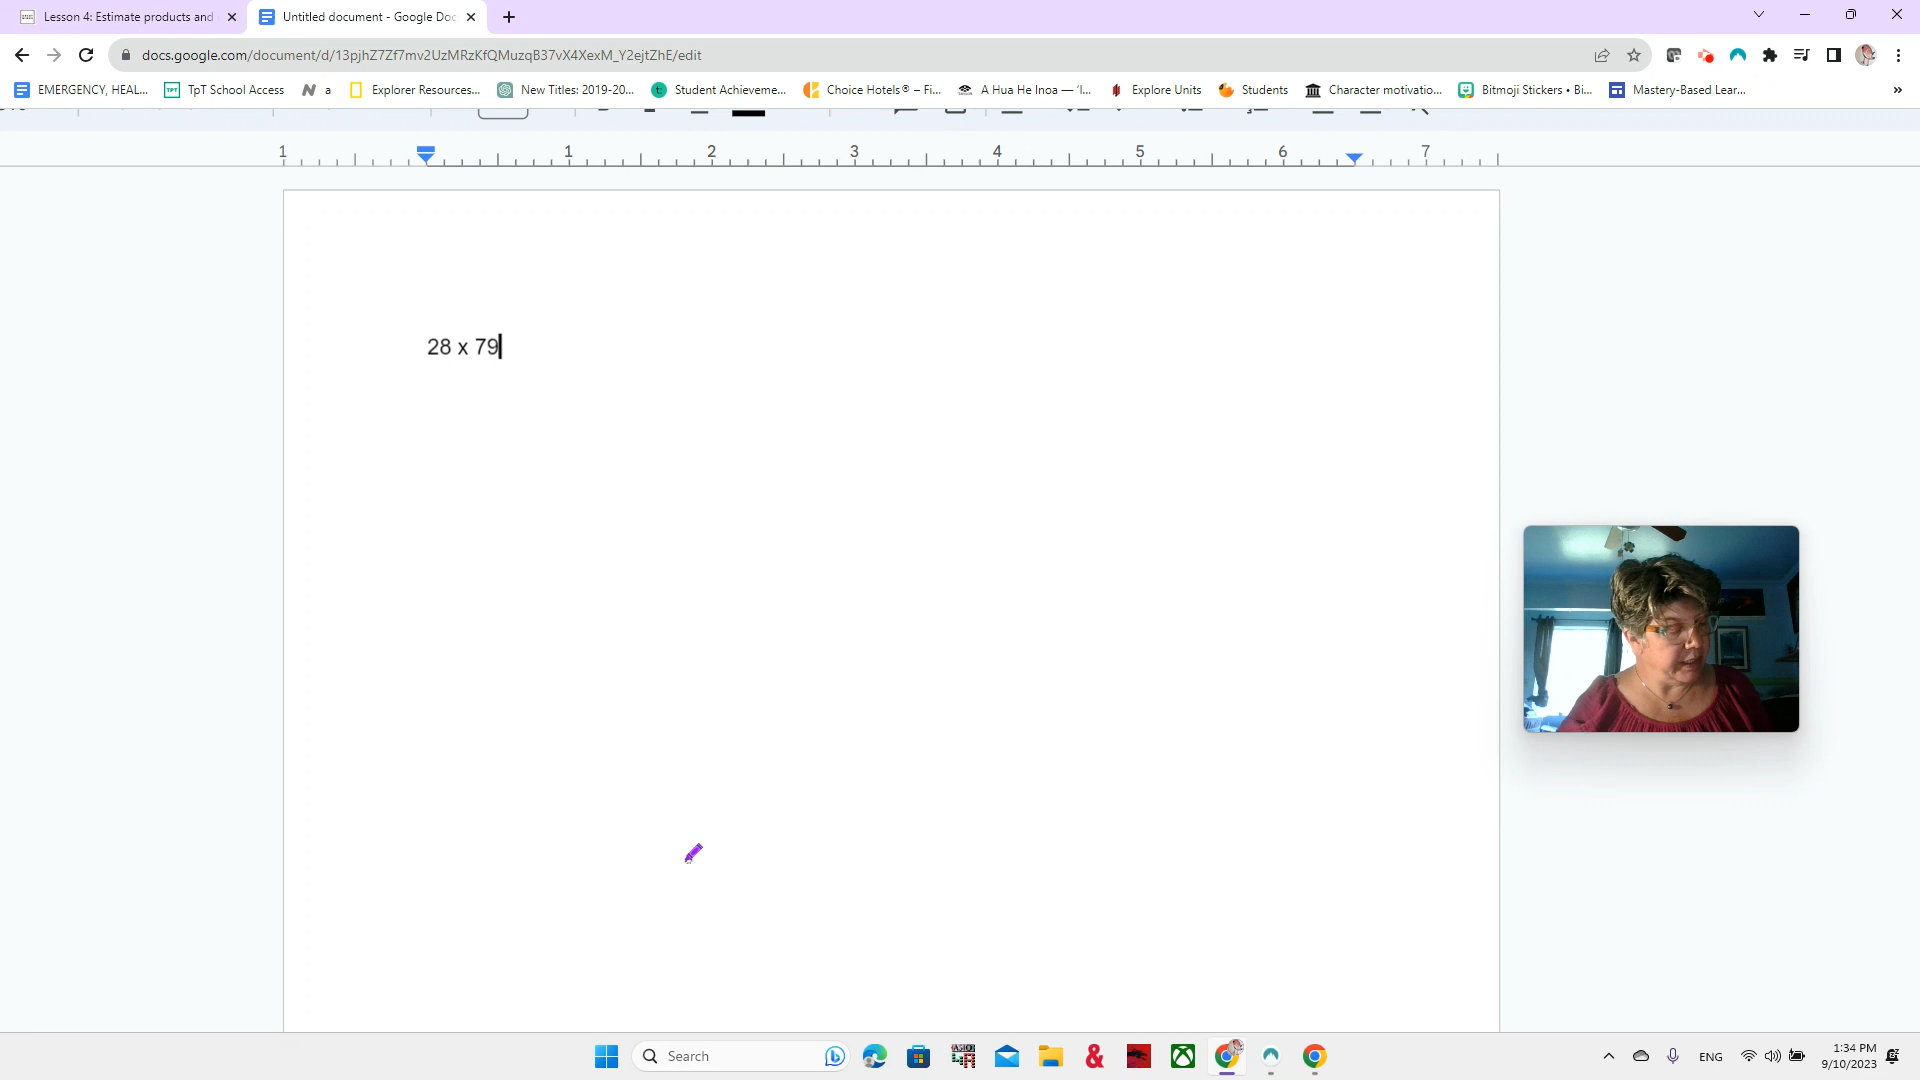 Lesson 4: Estimate products and
Untitled document - Google Doc
docs.google.com/document/d/13pjhZ7Zf7mv2UzMRzKfQMuzqB37vX4XexM_Y2ejtZhE/edit
EMERGENCY, HEAL...
TpT School Access
a
Explorer Resources...
New Titles: 2019-20...
Student Achieveme...
Choice Hotels® – Fi...
A Hua He Inoa — ‘I...
Explore Units
Students
Character motivatio...
Bitmoji Stickers • Bi...
Mastery-Based Lear...
»
1 1 2 3 4 5 6 7
28 x 79
Search
ENG
1:34 PM
9/10/2023